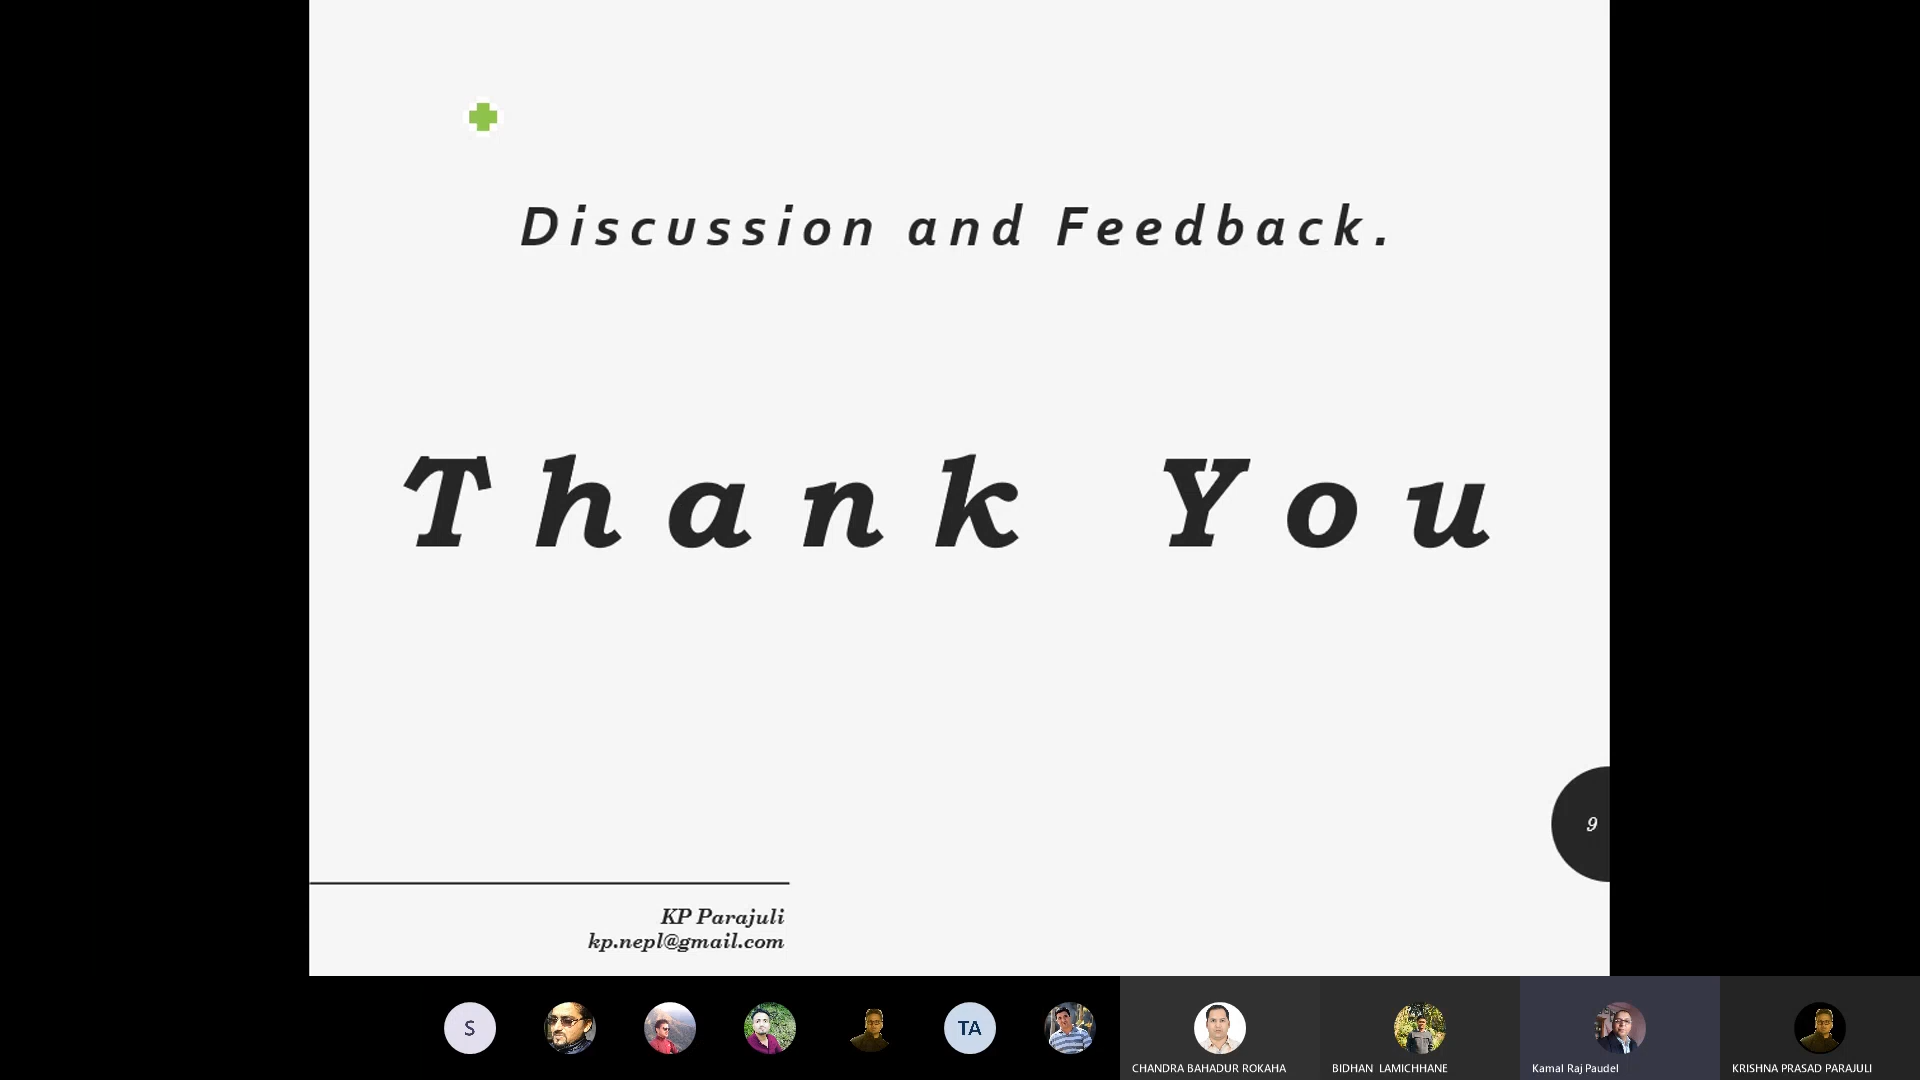 Discussion and Feedback.
Thank You
9
KP Parajuli
kp.nepl@gmail.com
S
TA
CHANDRA BAHADUR ROKAHA
BIDHAN LAMICHHANE
Kamal Raj Paudel
KRISHNA PRASAD PARAJULI